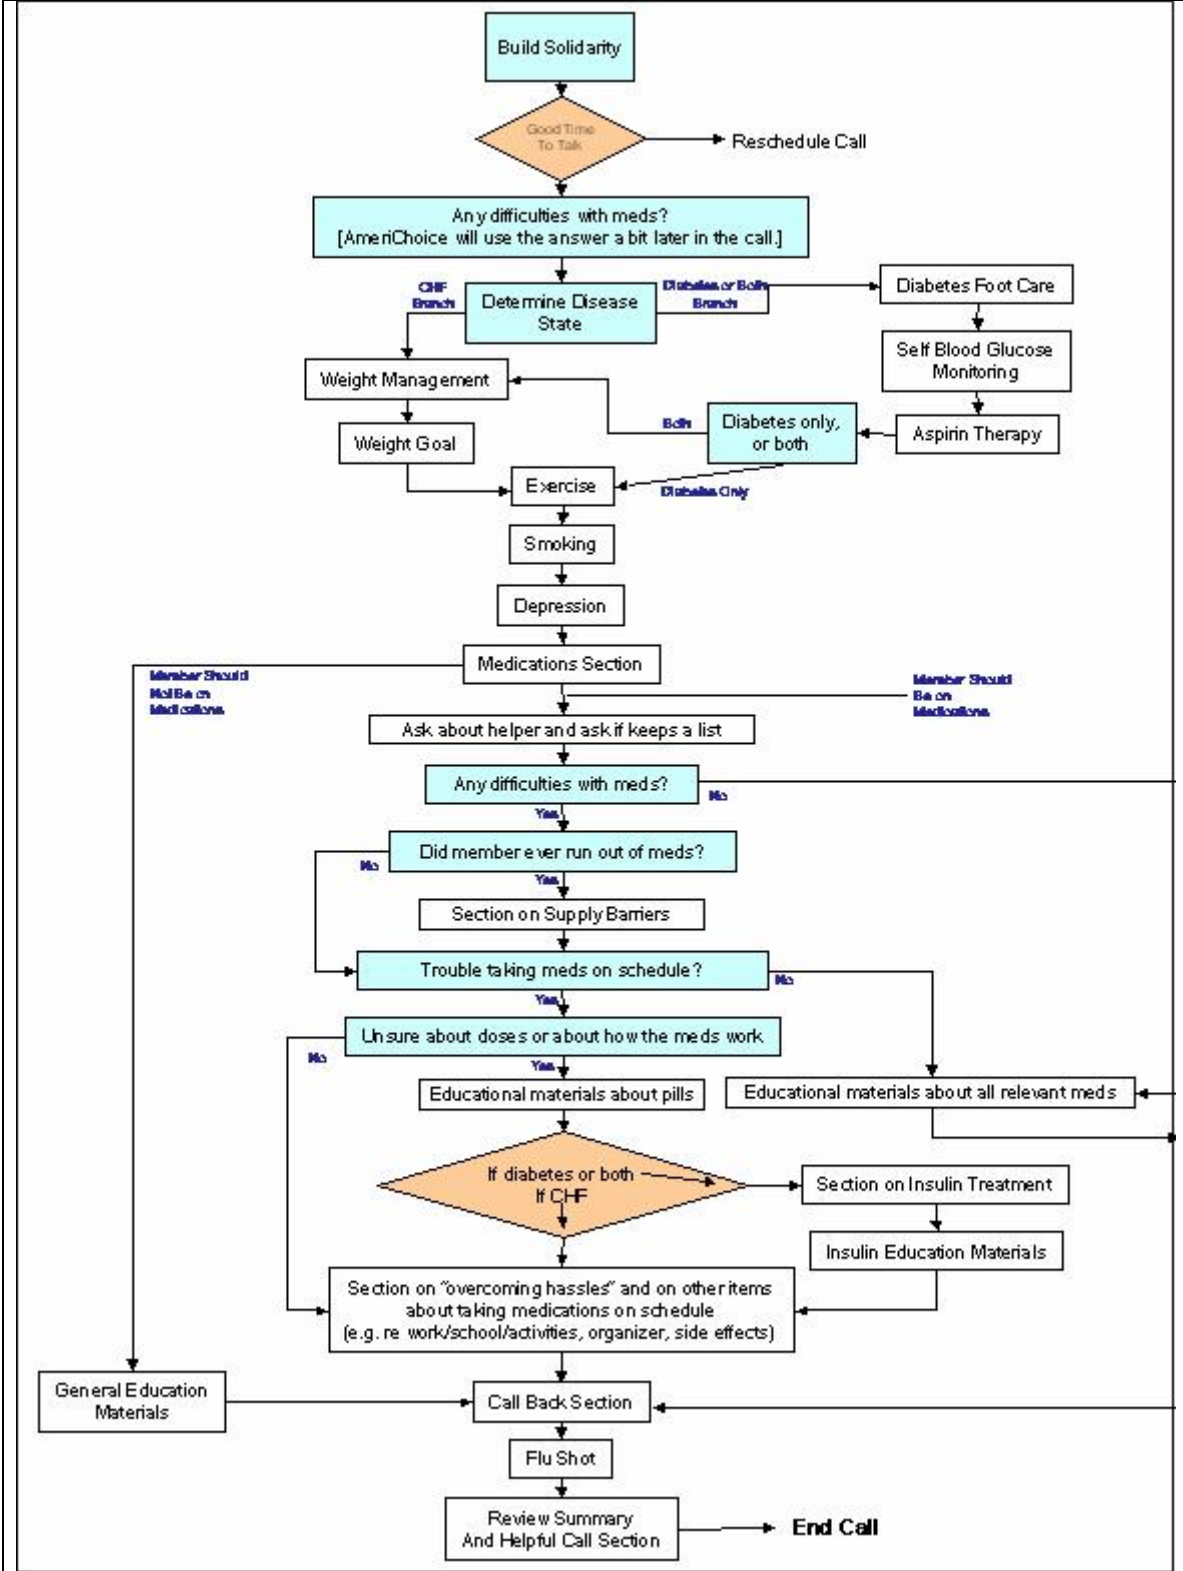 Build Solidarity
Good Time
To Talk
Reschedule Call
Any difficulties with meds?
[AmeriChoice will use the answer a bit later in the call.]
CHF
Branch
Determine Disease
State
Diabetes or Both
Branch
Diabetes Foot Care
Self Blood Glucose
Monitoring
Weight Management
Both
Diabetes only,
or both
Aspirin Therapy
Weight Goal
Exercise
Diabetes Only
Smoking
Depression
Medications Section
Member Should
Not Be on
Medications
Member Should
Be on
Medications
Ask about helper and ask if keeps a list
Any difficulties with meds?
No
Yes
Did member ever run out of meds?
No
Yes
Section on Supply Barriers
Trouble taking meds on schedule?
No
Yes
Unsure about doses or about how the meds work
No
Yes
Educational materials about pills
Educational materials about all relevant meds
If diabetes or both
If CHF
Section on Insulin Treatment
Insulin Education Materials
Section on "overcoming hassles" and on other items
about taking medications on schedule
(e.g. re work/school/activities, organizer, side effects)
General Education
Materials
Call Back Section
Flu Shot
Review Summary
And Helpful Call Section
End Call